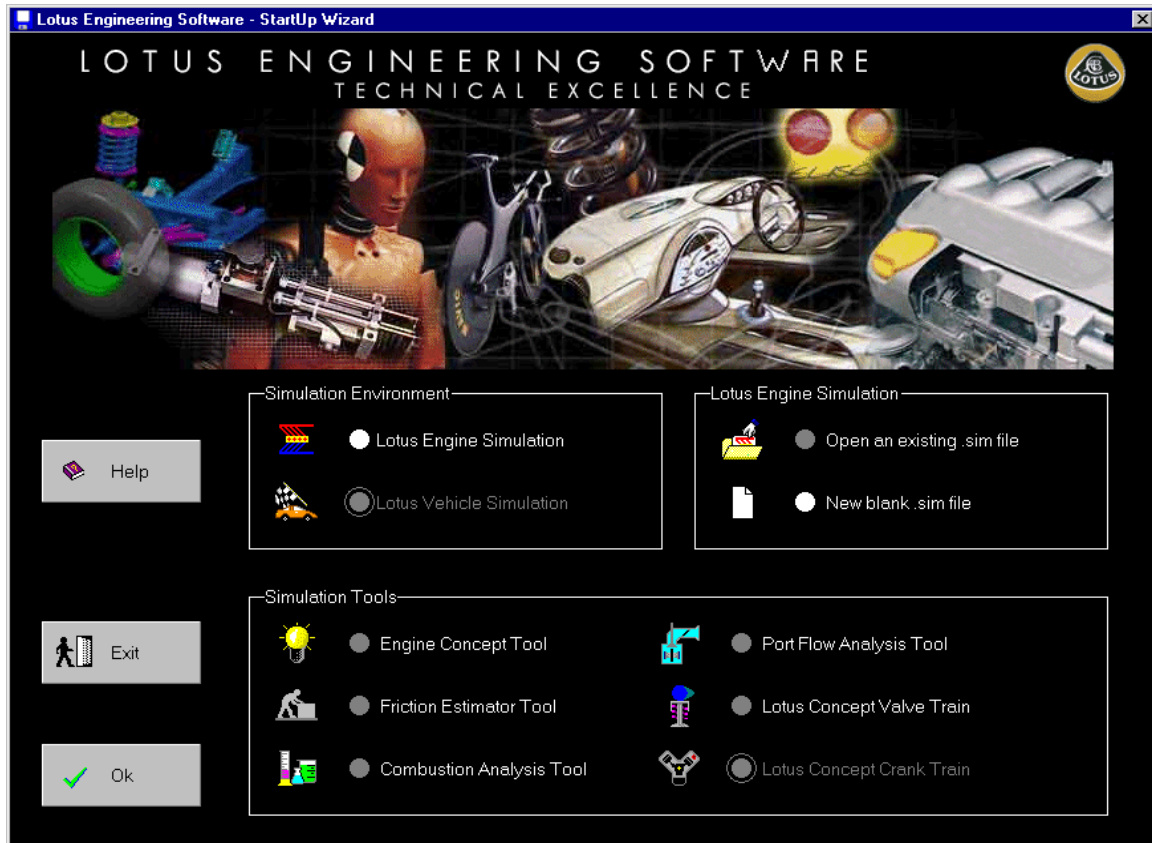 Lotus Engineering Software - StartUp Wizard
LOTUS ENGINEERING SOFTWARE
TECHNICAL EXCELLENCE
LOTUS
Simulation Environment
Lotus Engine Simulation
Lotus Vehicle Simulation
Lotus Engine Simulation
Open an existing .sim file
New blank .sim file
Help
Exit
Ok
Simulation Tools
Engine Concept Tool
Friction Estimator Tool
Combustion Analysis Tool
Port Flow Analysis Tool
Lotus Concept Valve Train
Lotus Concept Crank Train